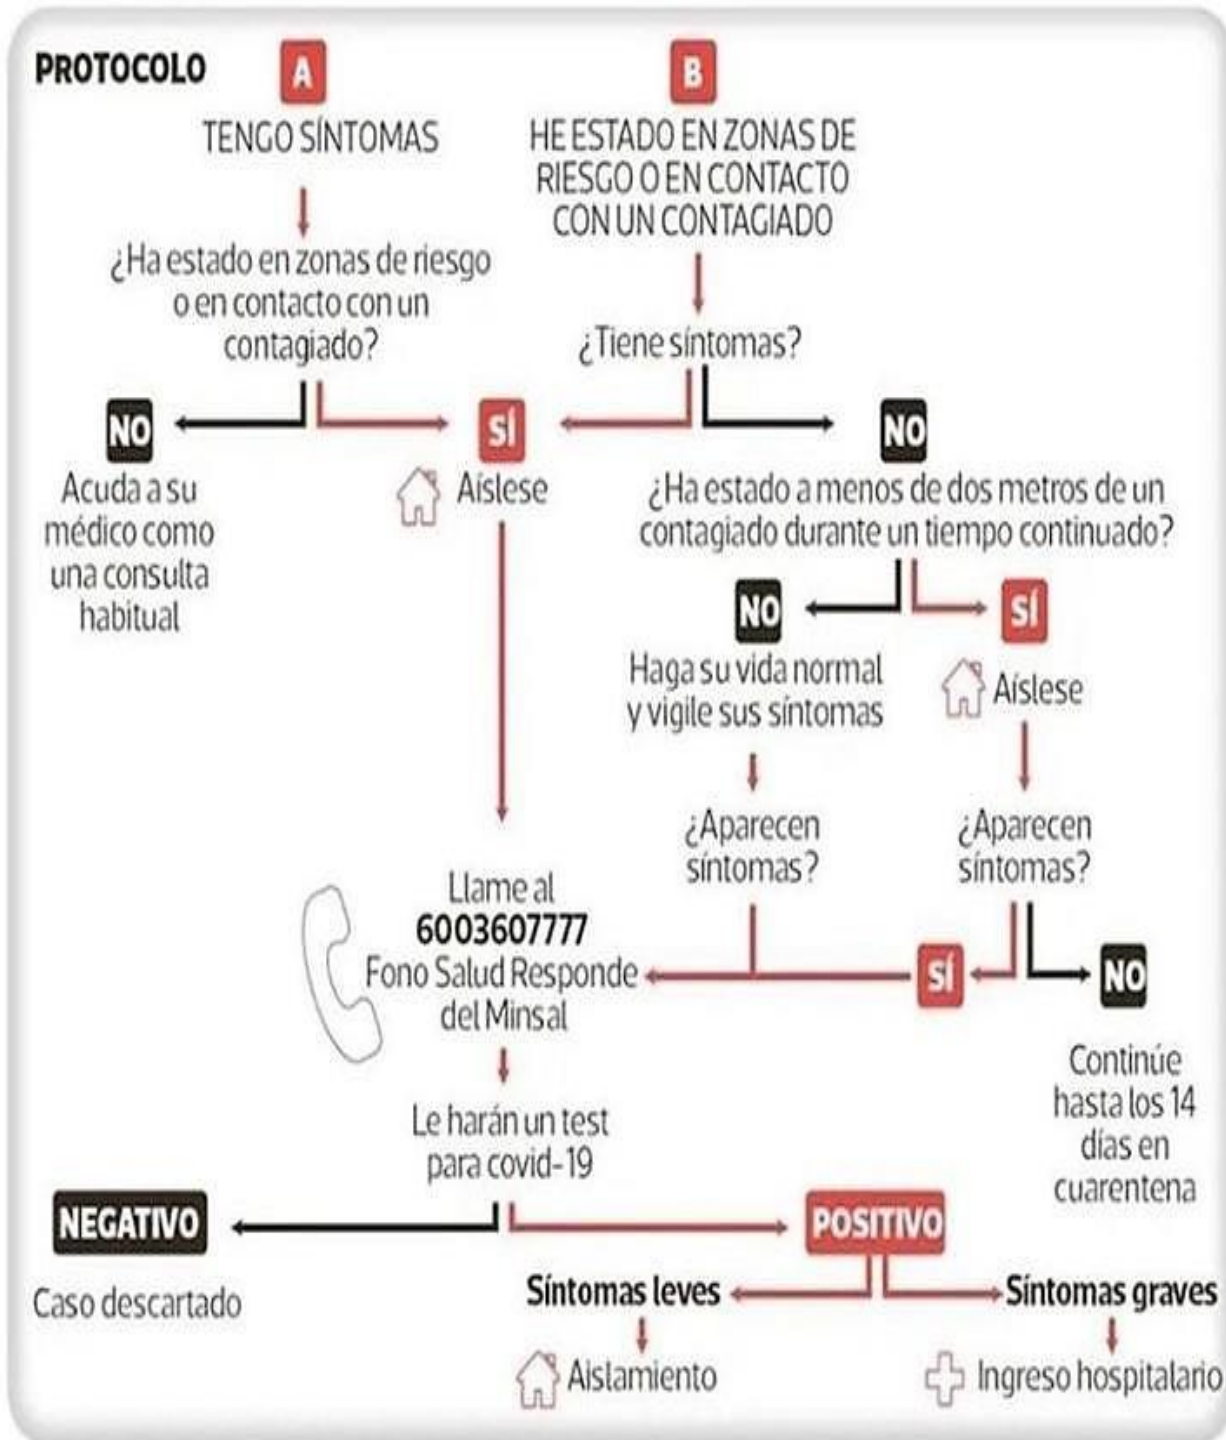 PROTOCOLO
A
TENGO SÍNTOMAS
¿Ha estado en zonas de riesgo
o en contacto con un
contagiado?
NO
Acuda a su
médico como
una consulta
habitual
SÍ
Aíslese
B
HE ESTADO EN ZONAS DE
RIESGO O EN CONTACTO
CON UN CONTAGIADO
¿Tiene síntomas?
NO
¿Ha estado a menos de dos metros de un
contagiado durante un tiempo continuado?
NO
Haga su vida normal
y vigile sus síntomas
¿Aparecen
síntomas?
SÍ
Aíslese
¿Aparecen
síntomas?
SÍ
NO
Continúe
hasta los 14
días en
cuarentena
Llame al
6003607777
Fono Salud Responde
del Minsal
Le harán un test
para covid-19
NEGATIVO
Caso descartado
POSITIVO
Síntomas leves
Aislamiento
Síntomas graves
Ingreso hospitalario